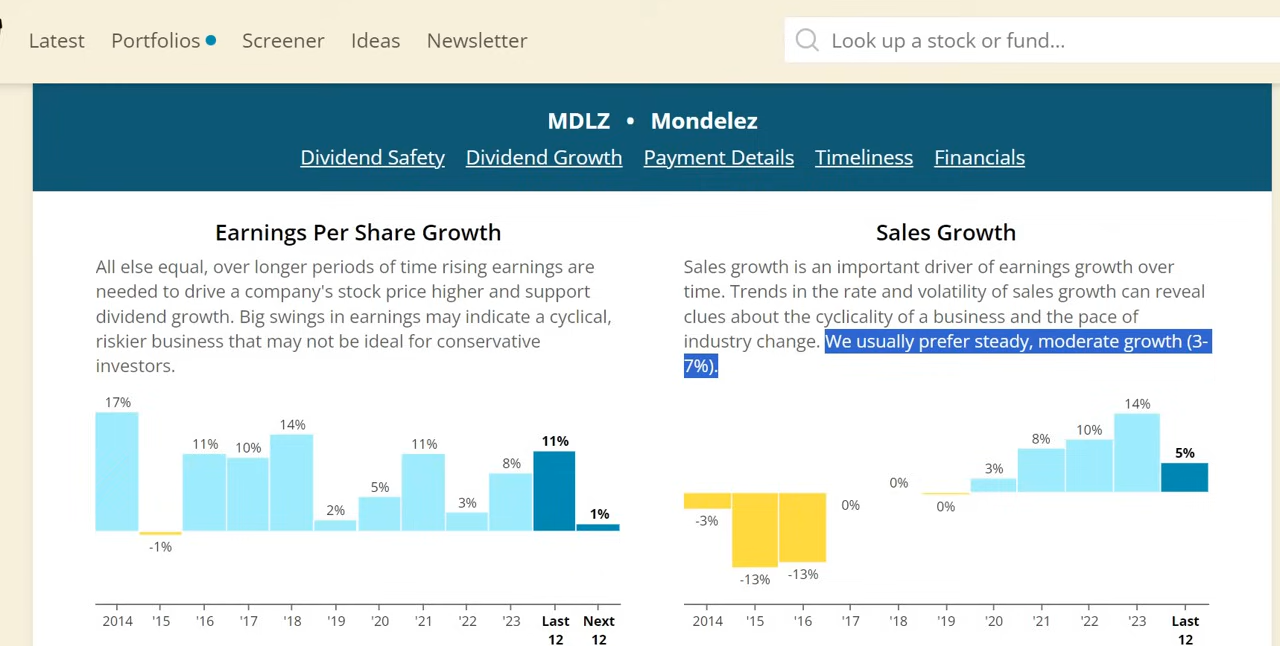 Latest Portfolios Screener Ideas Newsletter Look up a stock or fund...
MDLZ • Mondelez
Dividend Safety Dividend Growth Payment Details Timeliness Financials
Earnings Per Share Growth
All else equal, over longer periods of time rising earnings are
needed to drive a company's stock price higher and support
dividend growth. Big swings in earnings may indicate a cyclical,
riskier business that may not be ideal for conservative
investors.
17%
-1%
11%
10%
14%
2%
5%
11%
3%
8%
11%
1%
2014 '15 '16 '17 '18 '19 '20 '21 '22 '23 Last Next
12 12
Sales Growth
Sales growth is an important driver of earnings growth over
time. Trends in the rate and volatility of sales growth can reveal
clues about the cyclicality of a business and the pace of
industry change. We usually prefer steady, moderate growth (3-
7%).
-3%
-13%
-13%
0%
0%
0%
3%
8%
10%
14%
5%
2014 '15 '16 '17 '18 '19 '20 '21 '22 '23 Last
12